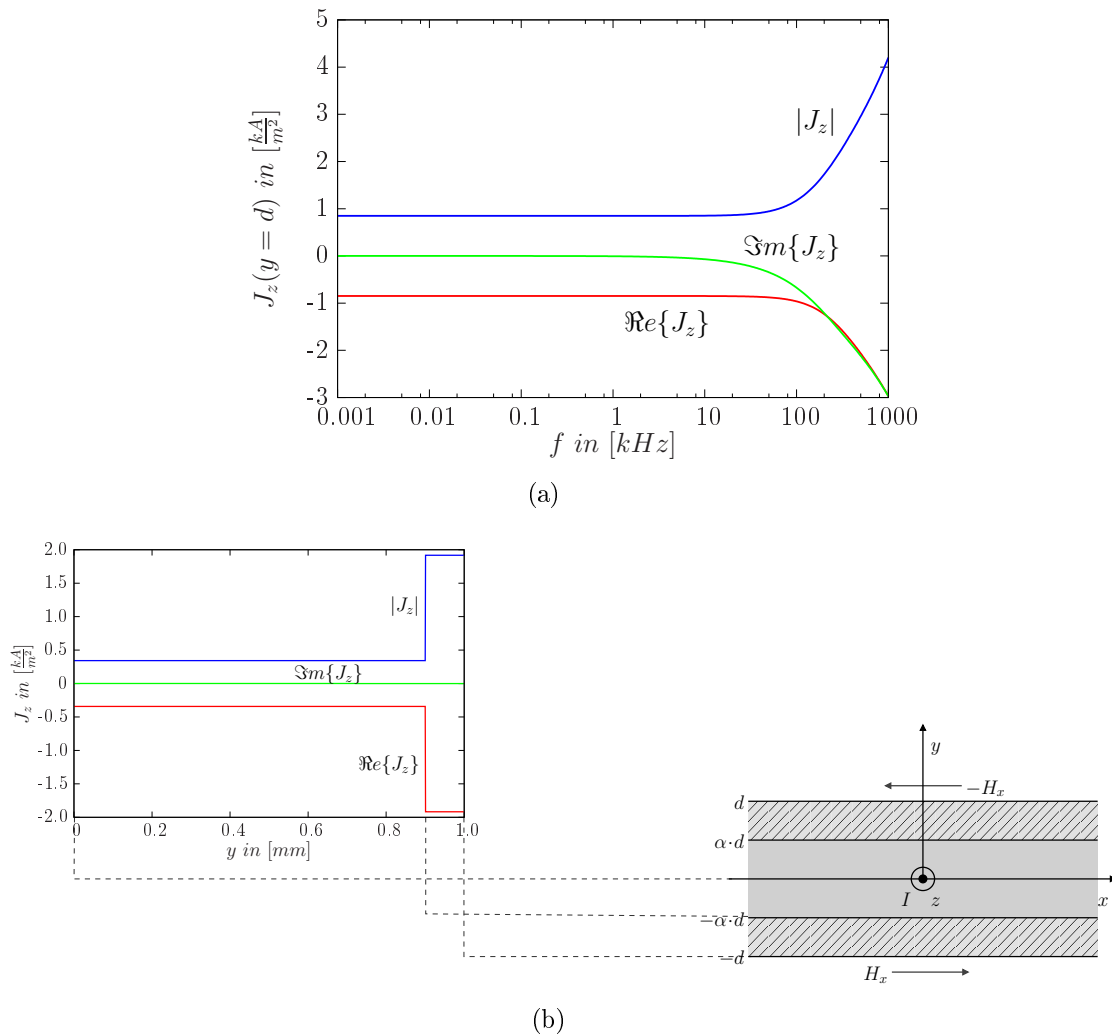 5
4
3
2
1
0
-1
-2
-3
J_z(y = d) in [kA/m²]
|J_z|
ℑm{J_z}
ℜe{J_z}
0.001 0.01 0.1 1 10 100 1000
f in [kHz]
(a)
2.0
1.5
1.0
0.5
0
-0.5
-1.0
-1.5
-2.0
J_z in [kA/m²]
|J_z|
ℑm{J_z}
ℜe{J_z}
0 0.2 0.4 0.6 0.8 1.0
y in [mm]
y
−H_x
d
α·d
I z x
−α·d
−d
H_x
(b)